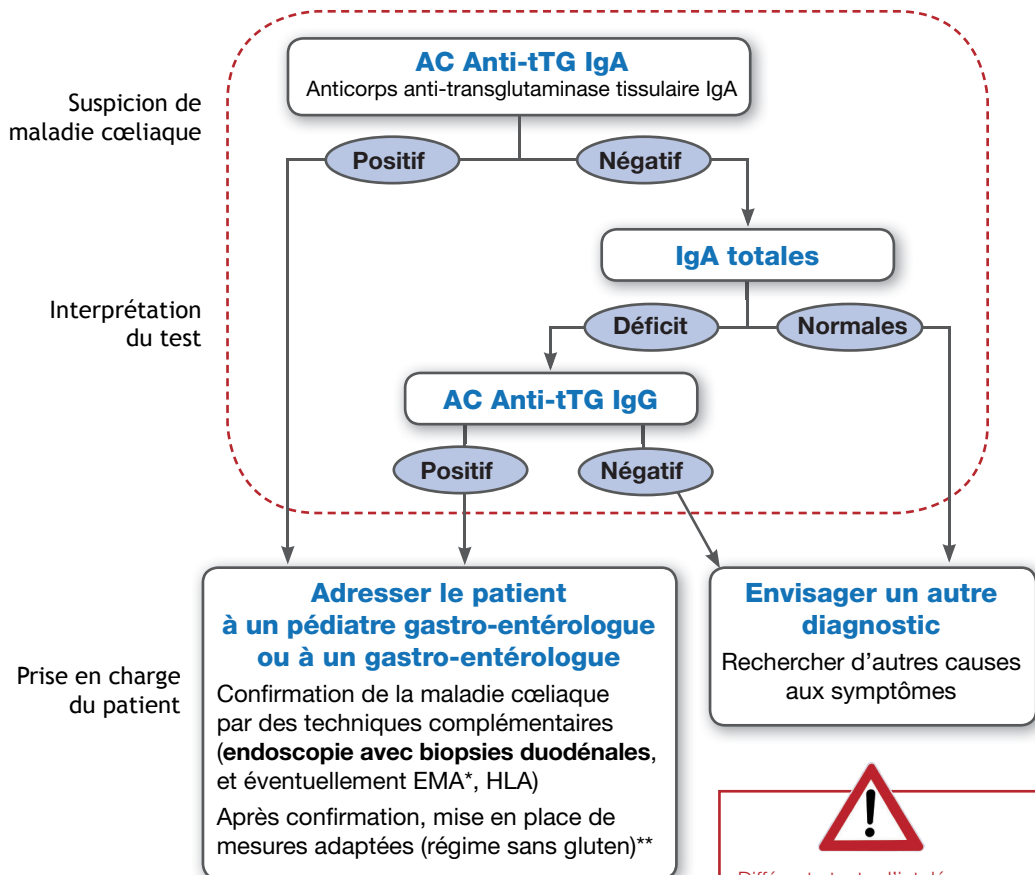 AC Anti-tTG IgA
Anticorps anti-transglutaminase tissulaire IgA
Suspicion de
maladie cœliaque
Positif
Négatif
IgA totales
Interprétation
du test
Déficit
Normales
AC Anti-tTG IgG
Positif
Négatif
Prise en charge
du patient
Adresser le patient
à un pédiatre gastro-entérologue
ou à un gastro-entérologue
Confirmation de la maladie cœliaque
par des techniques complémentaires
(endoscopie avec biopsies duodénales,
et éventuellement EMA*, HLA)
Après confirmation, mise en place de
mesures adaptées (régime sans gluten)**
Envisager un autre
diagnostic
Rechercher d'autres causes
aux symptômes
!